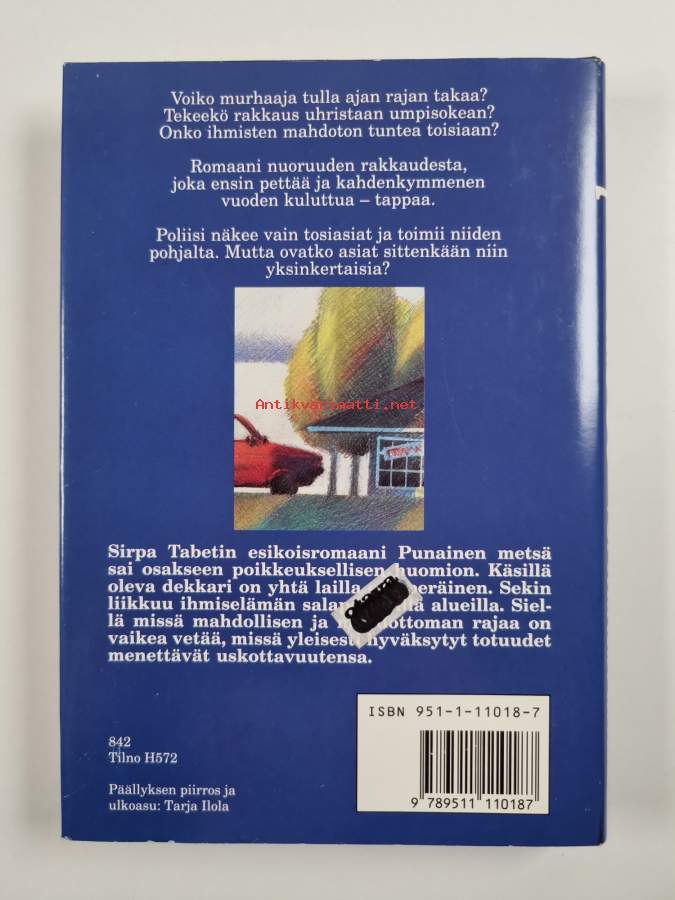 Voiko murhaaja tulla ajan rajan takaa?
Tekeekö rakkaus uhristaan umpisokean?
Onko ihmisten mahdoton tuntea toisiaan?
Romaani nuoruuden rakkaudesta,
joka ensin pettää ja kahdenkymmenen
vuoden kuluttua – tappaa.
Poliisi näkee vain tosiasiat ja toimii niiden
pohjalta. Mutta ovatko asiat sittenkään niin
yksinkertaisia?
Antikvariaatti.net
Sirpa Tabetin esikoisromaani Punainen metsä
sai osakseen poikkeuksellisen huomion. Käsillä
oleva dekkari on yhtä lailla
liikkuu ihmiselämän alueilla. Siel-
lä missä mahdollisen ja rajaa on
vaikea vetää, missä yleisesti hyväksytyt totuudet
menettävät uskottavuutensa.
ISBN 951-1-11018-7
842
Tilno H572
Päällyksen piirros ja
ulkoasu: Tarja Ilola
9 789511 110187